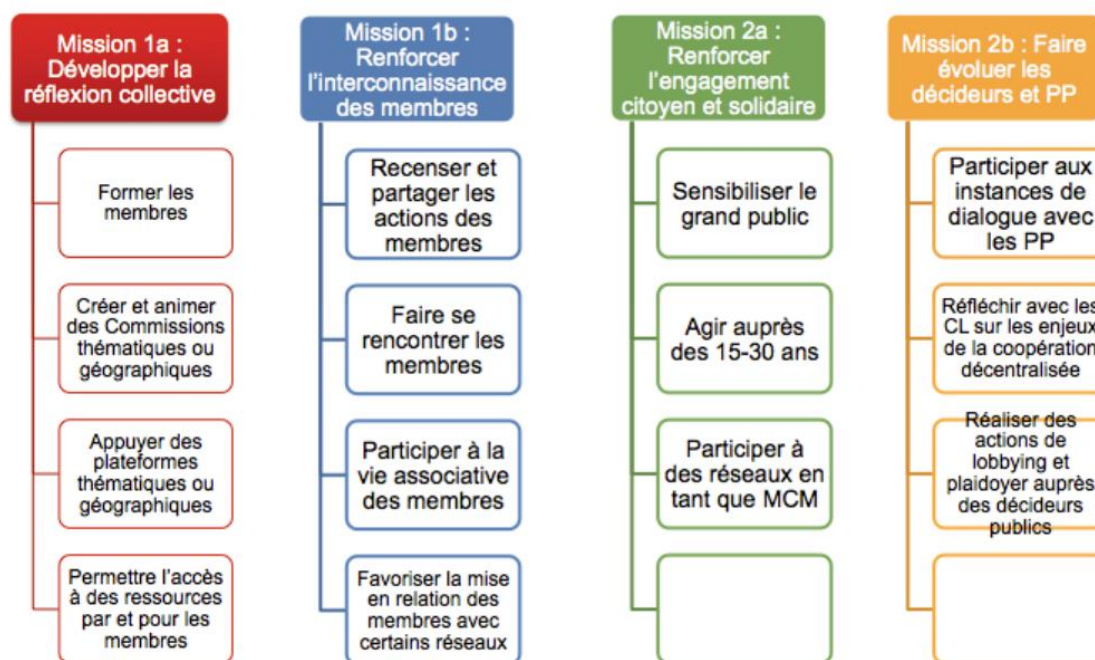 Mission 1a :
Développer la
réflexion collective
Former les
membres
Créer et animer
des Commissions
thématiques ou
géographiques
Appuyer des
plateformes
thématiques ou
géographiques
Permettre l'accès
à des ressources
par et pour les
membres
Mission 1b :
Renforcer
l'interconnaissance
des membres
Recenser et
partager les
actions des
membres
Faire se
rencontrer les
membres
Participer à la
vie associative
des membres
Favoriser la mise
en relation des
membres avec
certains réseaux
Mission 2a :
Renforcer
l'engagement
citoyen et solidaire
Sensibiliser le
grand public
Agir auprès
des 15-30 ans
Participer à
des réseaux en
tant que MCM
Mission 2b : Faire
évoluer les
décideurs et PP
Participer aux
instances de
dialogue avec
les PP
Réfléchir avec les
CL sur les enjeux
de la coopération
décentralisée
Réaliser des
actions de
lobbying et
plaidoyer auprès
des décideurs
publics